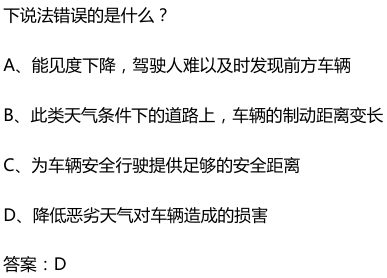 下说法错误的是什么？
A、能见度下降，驾驶人难以及时发现前方车辆
B、此类天气条件下的道路上，车辆的制动距离变长
C、为车辆安全行驶提供足够的安全距离
D、降低恶劣天气对车辆造成的损害
答案：D